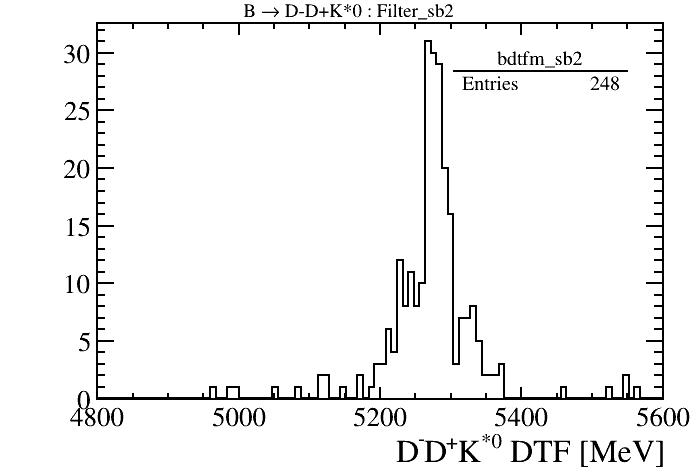 B → D-D+K*0 : Filter_sb2
bdtfm_sb2
Entries 248
30
25
20
15
10
5
0
4800 5000 5200 5400 5600
D⁻D⁺K*⁰ DTF [MeV]